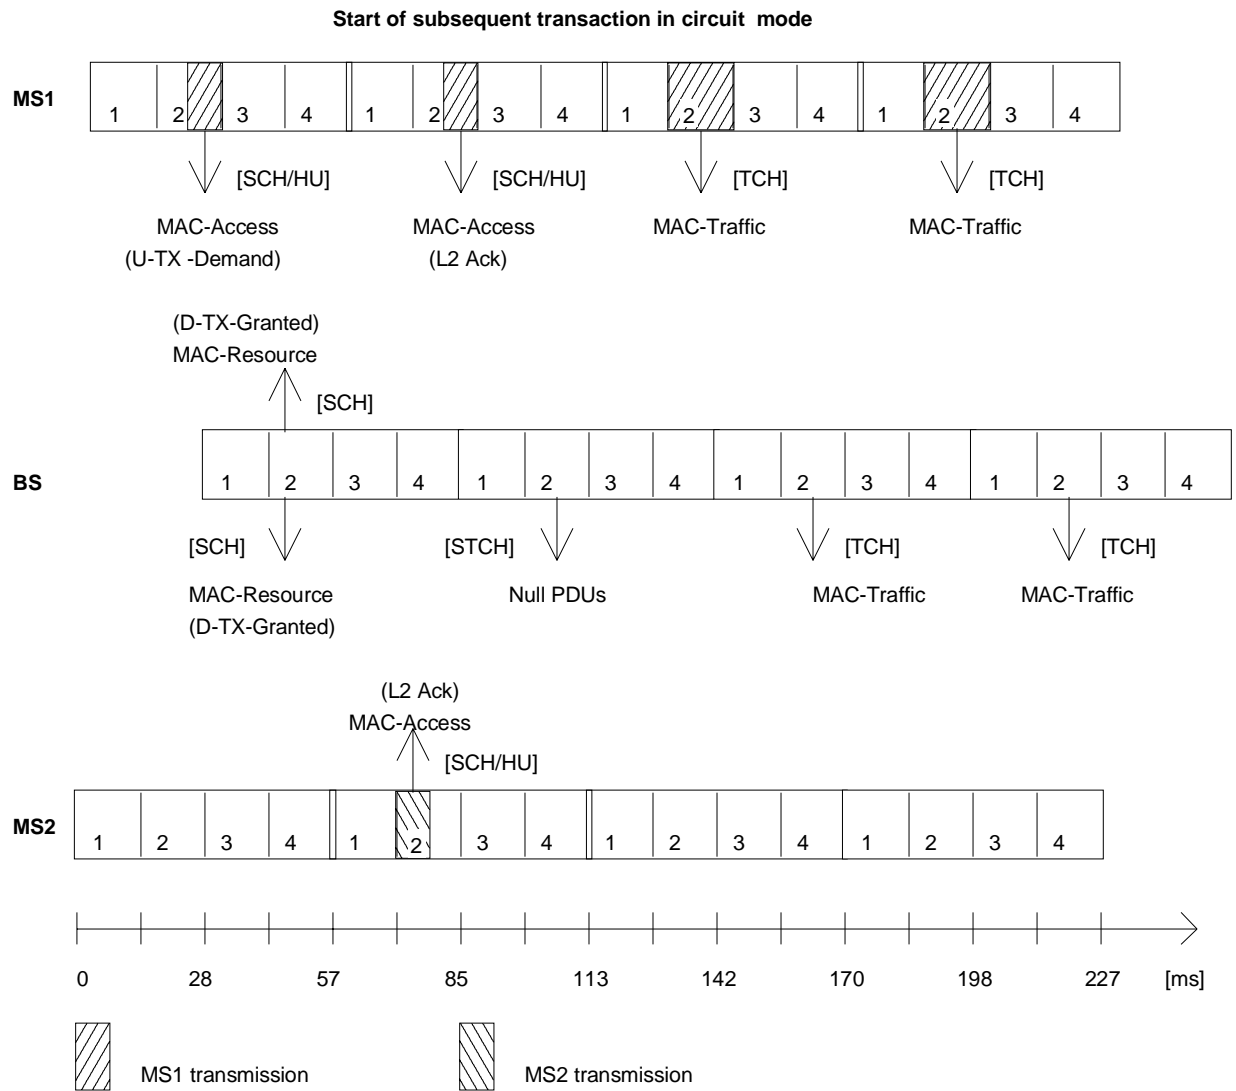 Start of subsequent transaction in circuit mode
MS1
1 2 3 4 1 2 3 4 1 2 3 4 1 2 3 4
[SCH/HU] [SCH/HU] [TCH] [TCH]
MAC-Access MAC-Access MAC-Traffic MAC-Traffic
(U-TX -Demand) (L2 Ack)
(D-TX-Granted)
MAC-Resource
[SCH]
BS
1 2 3 4 1 2 3 4 1 2 3 4 1 2 3 4
[SCH] [STCH] [TCH] [TCH]
MAC-Resource Null PDUs MAC-Traffic MAC-Traffic
(D-TX-Granted)
(L2 Ack)
MAC-Access
[SCH/HU]
MS2
1 2 3 4 1 2 3 4 1 2 3 4 1 2 3 4
0 28 57 85 113 142 170 198 227 [ms]
MS1 transmission MS2 transmission